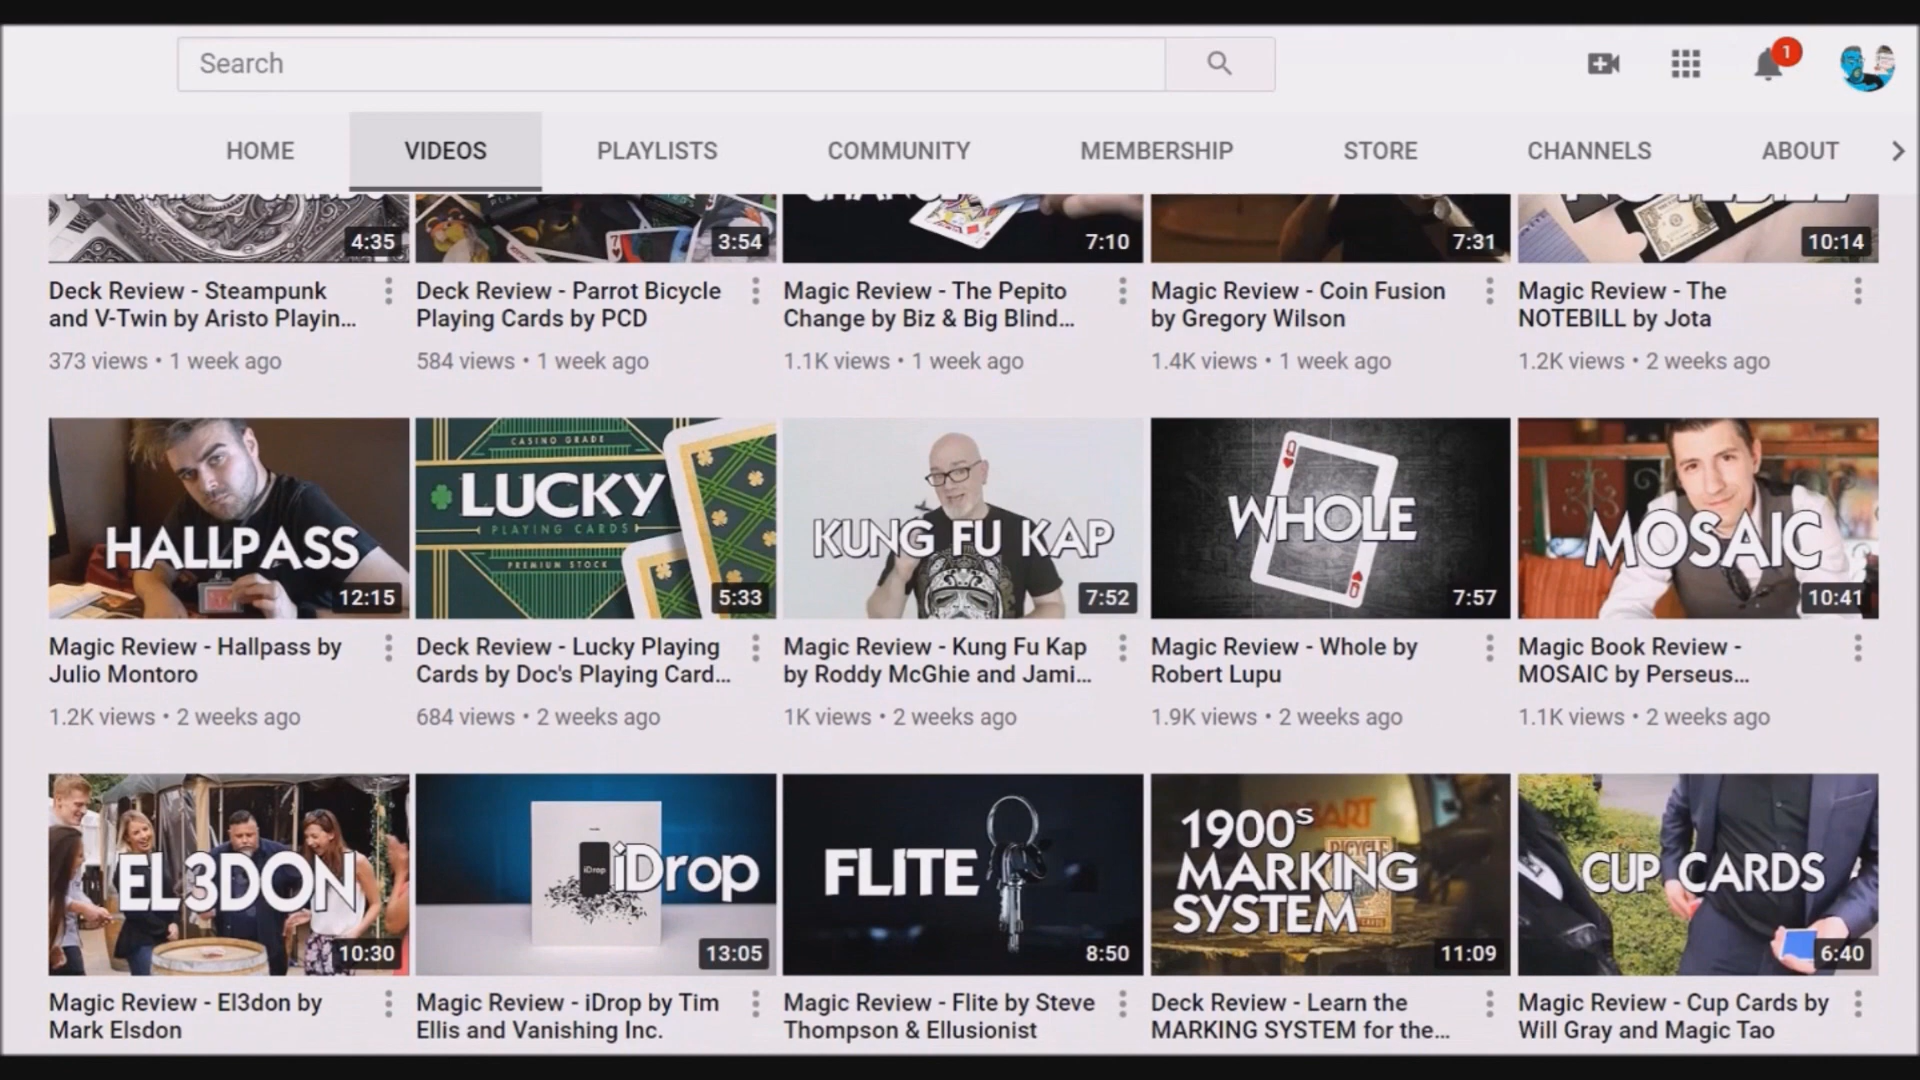 Search
1
HOME VIDEOS PLAYLISTS COMMUNITY MEMBERSHIP STORE CHANNELS ABOUT
4:35
3:54
7:10
7:31
10:14
Deck Review - Steampunk
and V-Twin by Aristo Playin...
373 views • 1 week ago
Deck Review - Parrot Bicycle
Playing Cards by PCD
584 views • 1 week ago
Magic Review - The Pepito
Change by Biz & Big Blind...
1.1K views • 1 week ago
Magic Review - Coin Fusion
by Gregory Wilson
1.4K views • 1 week ago
Magic Review - The
NOTEBILL by Jota
1.2K views • 2 weeks ago
HALLPASS
12:15
Magic Review - Hallpass by
Julio Montoro
1.2K views • 2 weeks ago
CASINO GRADE
LUCKY
PLAYING CARDS
PREMIUM STOCK
5:33
Deck Review - Lucky Playing
Cards by Doc's Playing Card...
684 views • 2 weeks ago
KUNG FU KAP
7:52
Magic Review - Kung Fu Kap
by Roddy McGhie and Jami...
1K views • 2 weeks ago
Q
WHOLE
Q
7:57
Magic Review - Whole by
Robert Lupu
1.9K views • 2 weeks ago
MOSAIC
10:41
Magic Book Review -
MOSAIC by Perseus...
1.1K views • 2 weeks ago
EL3DON
10:30
Magic Review - El3don by
Mark Elsdon
iDrop
iDrop
13:05
Magic Review - iDrop by Tim
Ellis and Vanishing Inc.
FLITE
8:50
Magic Review - Flite by Steve
Thompson & Ellusionist
1900s
MARKING
SYSTEM
BICYCLE
11:09
Deck Review - Learn the
MARKING SYSTEM for the...
CUP CARDS
6:40
Magic Review - Cup Cards by
Will Gray and Magic Tao